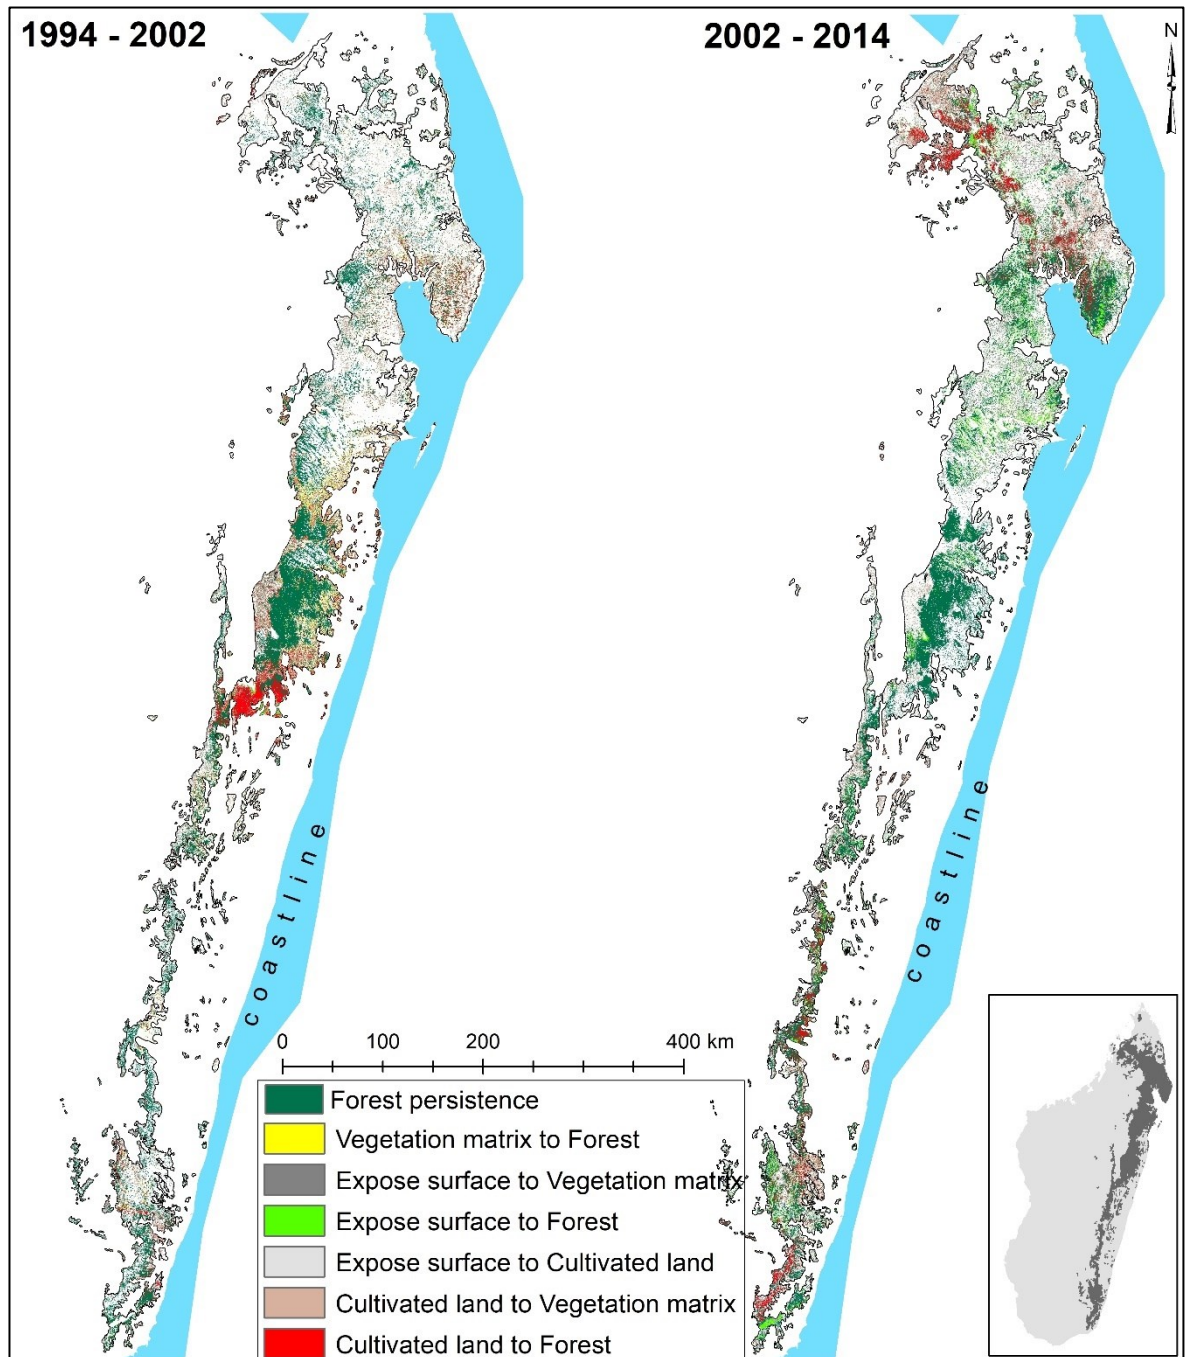 1994 - 2002
2002 - 2014
N
coastline
coastline
0 100 200 400 km
Forest persistence
Vegetation matrix to Forest
Expose surface to Vegetation matrix
Expose surface to Forest
Expose surface to Cultivated land
Cultivated land to Vegetation matrix
Cultivated land to Forest